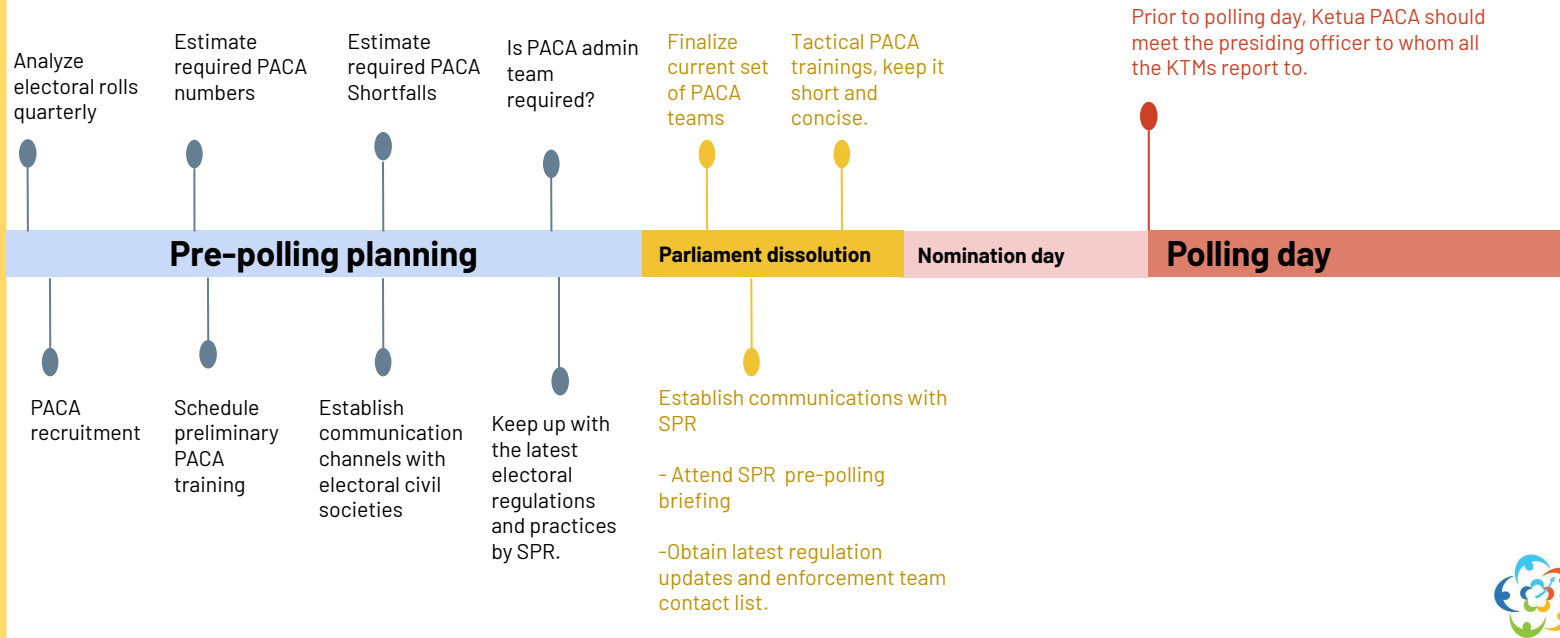 Analyze
electoral rolls
quarterly
Estimate
required PACA
numbers
Estimate
required PACA
Shortfalls
Is PACA admin
team
required?
Finalize
current set
of PACA
teams
Tactical PACA
trainings, keep it
short and
concise.
Prior to polling day, Ketua PACA should
meet the presiding officer to whom all
the KTMs report to.
Pre-polling planning
Parliament dissolution
Nomination day
Polling day
PACA
recruitment
Schedule
preliminary
PACA
training
Establish
communication
channels with
electoral civil
societies
Keep up with
the latest
electoral
regulations
and practices
by SPR.
Establish communications with
SPR
- Attend SPR pre-polling
briefing
-Obtain latest regulation
updates and enforcement team
contact list.